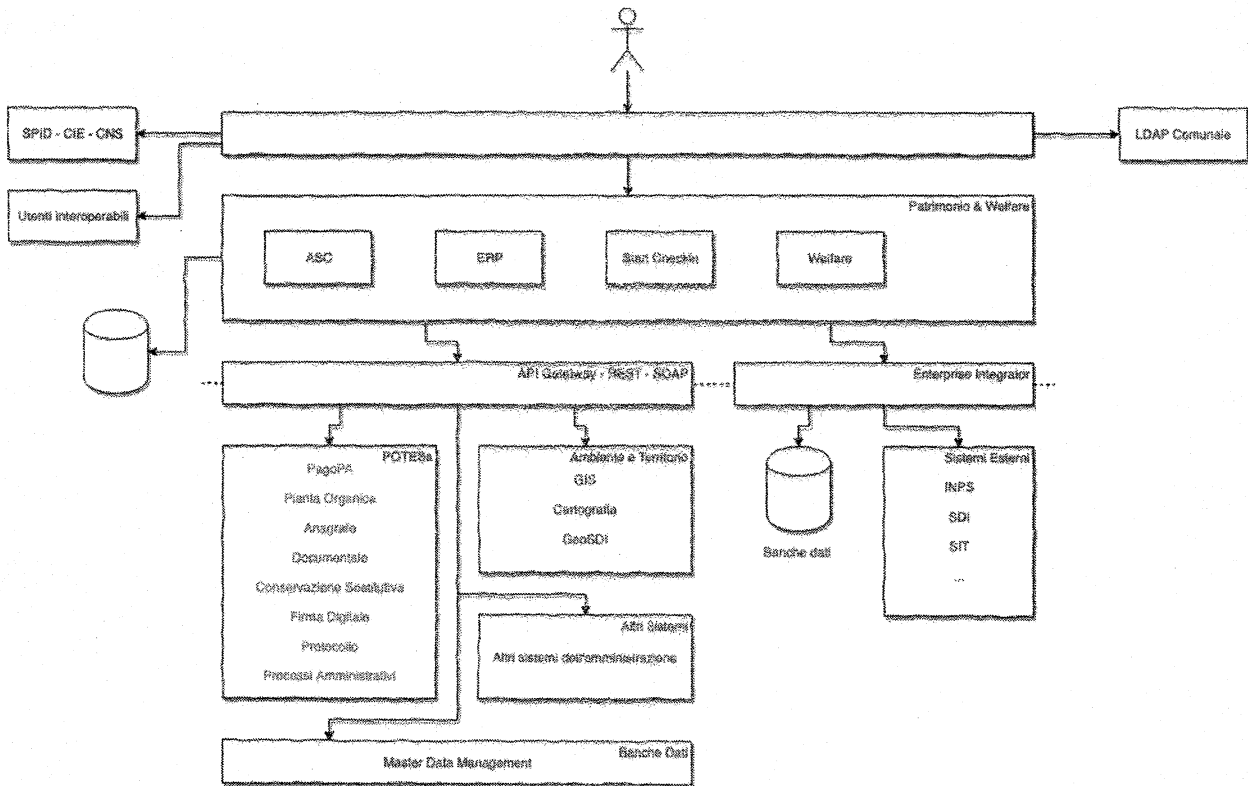 SPID - CIE - CNS
LDAP Comunale
Utenti interoperabili
Patrimonio & Welfare
ASC
ERP
Start Checkin
Welfare
API Gateway - REST - SOAP
Enterprise Integrator
PagoPA
Pianta Organica
Anagrafe
Documentale
Conservazione Sostitutiva
Firma Digitale
Protocollo
Processi Amministrativi
Ambiente e Territorio
GIS
Cartografia
GeoSDI
Banche dati
Sistemi Esterni
INPS
SDI
SIT
...
Altri Sistemi
Altri sistemi dell'amministrazione
Banche Dati
Master Data Management